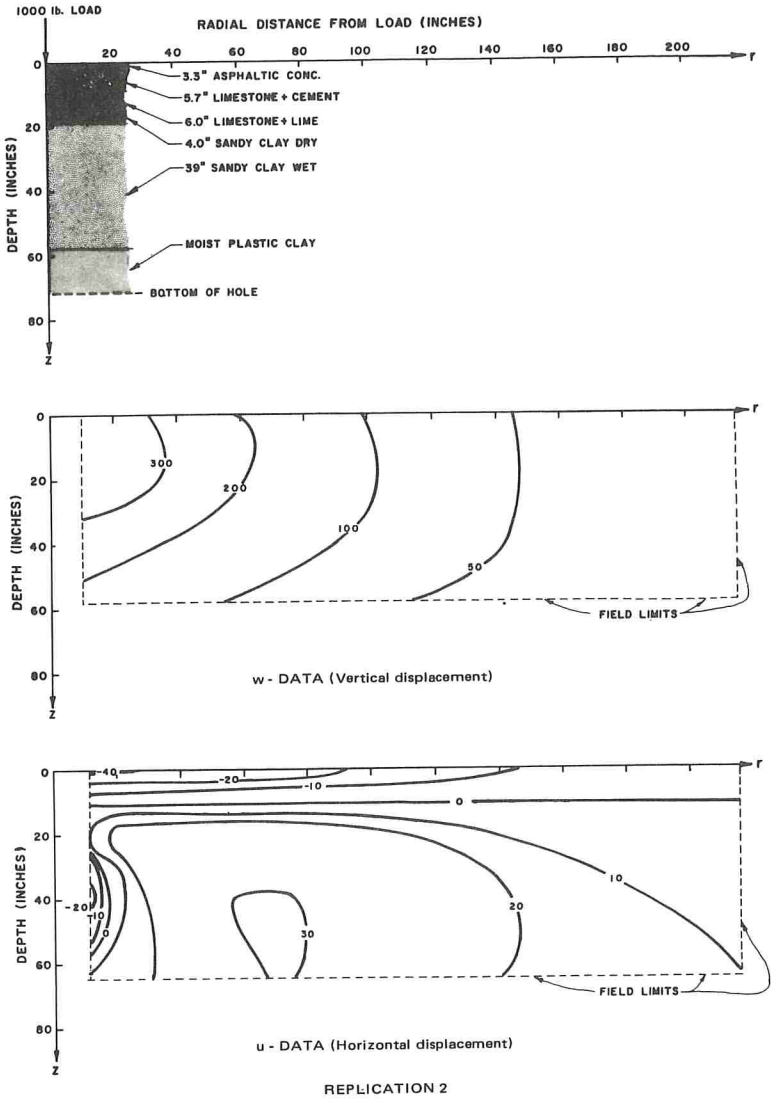 1000 lb. LOAD
RADIAL DISTANCE FROM LOAD (INCHES)
20 40 60 80 100 120 140 160 180 200 r
0
20
40
60
80
DEPTH (INCHES)
z
3.3" ASPHALTIC CONC.
5.7" LIMESTONE + CEMENT
6.0" LIMESTONE + LIME
4.0" SANDY CLAY DRY
39" SANDY CLAY WET
MOIST PLASTIC CLAY
BOTTOM OF HOLE
r
0
20
40
60
80
DEPTH (INCHES)
z
300
200
100
50
FIELD LIMITS
w - DATA (Vertical displacement)
r
0
20
40
60
80
DEPTH (INCHES)
z
-40
-20
-10
0
10
20
30
-20
-10
0
FIELD LIMITS
u - DATA (Horizontal displacement)
REPLICATION 2